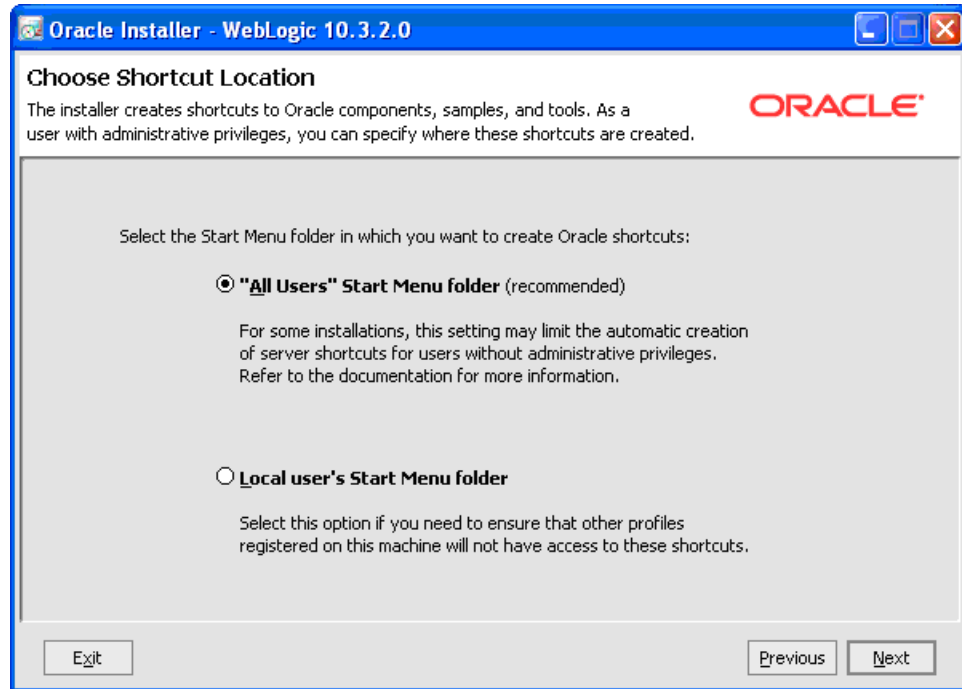 Oracle Installer - WebLogic 10.3.2.0
Choose Shortcut Location
The installer creates shortcuts to Oracle components, samples, and tools. As a
user with administrative privileges, you can specify where these shortcuts are created.
ORACLE
Select the Start Menu folder in which you want to create Oracle shortcuts:
"All Users" Start Menu folder (recommended)
For some installations, this setting may limit the automatic creation
of server shortcuts for users without administrative privileges.
Refer to the documentation for more information.
Local user's Start Menu folder
Select this option if you need to ensure that other profiles
registered on this machine will not have access to these shortcuts.
Exit
Previous
Next